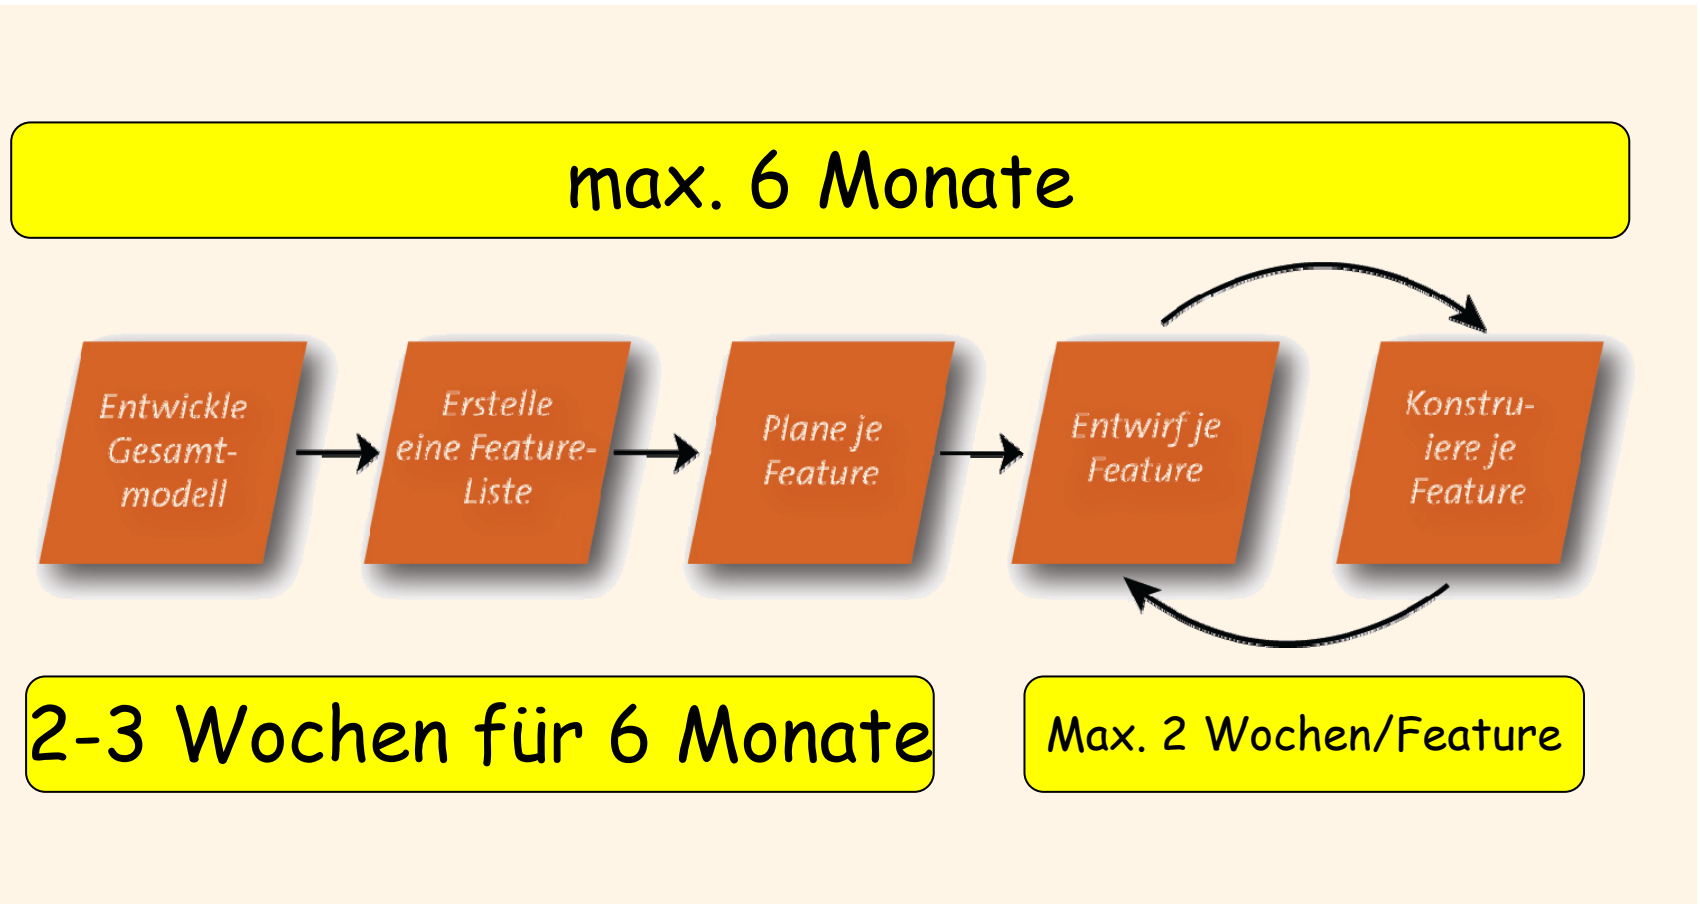 max. 6 Monate
Entwickle
Gesamt-
modell
Erstelle
eine Feature-
Liste
Plane je
Feature
Entwirf je
Feature
Konstru-
iere je
Feature
2-3 Wochen für 6 Monate
Max. 2 Wochen/Feature